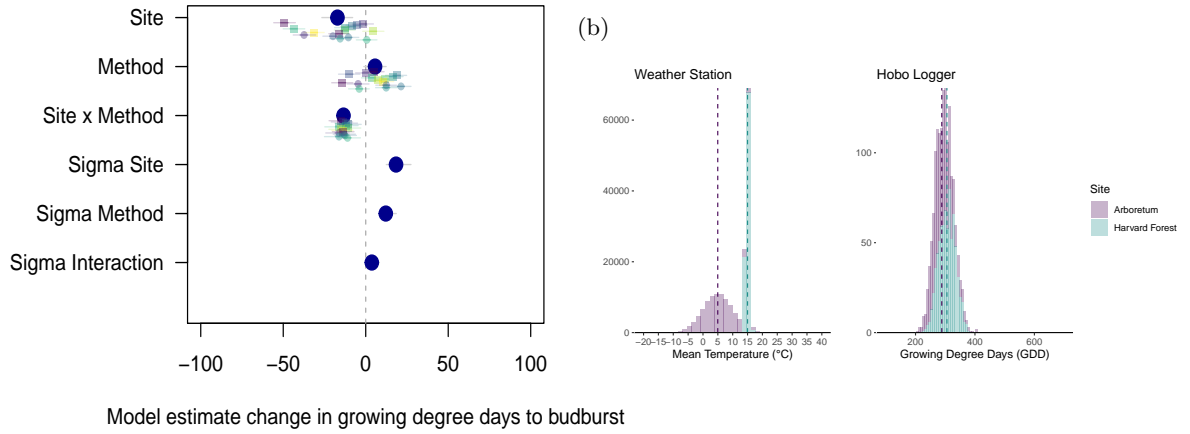 Site
Method
Site x Method
Sigma Site
Sigma Method
Sigma Interaction
−100 −50 0 50 100
Model estimate change in growing degree days to budburst
(b)
Weather Station
60000
40000
20000
0
−20 −15 −10 −5 0 5 10 15 20 25 30 35 40
Mean Temperature (°C)
Hobo Logger
100
50
0
200 400 600
Growing Degree Days (GDD)
Site
Arboretum
Harvard Forest